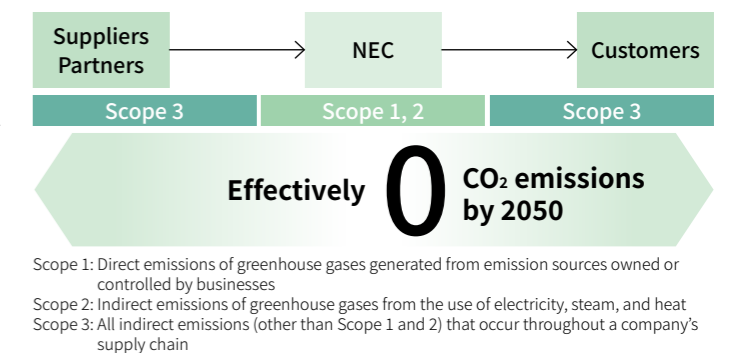 Suppliers
Partners
NEC
Customers
Scope 3
Scope 1, 2
Scope 3
Effectively 0 CO₂ emissions
by 2050
Scope 1: Direct emissions of greenhouse gases generated from emission sources owned or
controlled by businesses
Scope 2: Indirect emissions of greenhouse gases from the use of electricity, steam, and heat
Scope 3: All indirect emissions (other than Scope 1 and 2) that occur throughout a company’s
supply chain